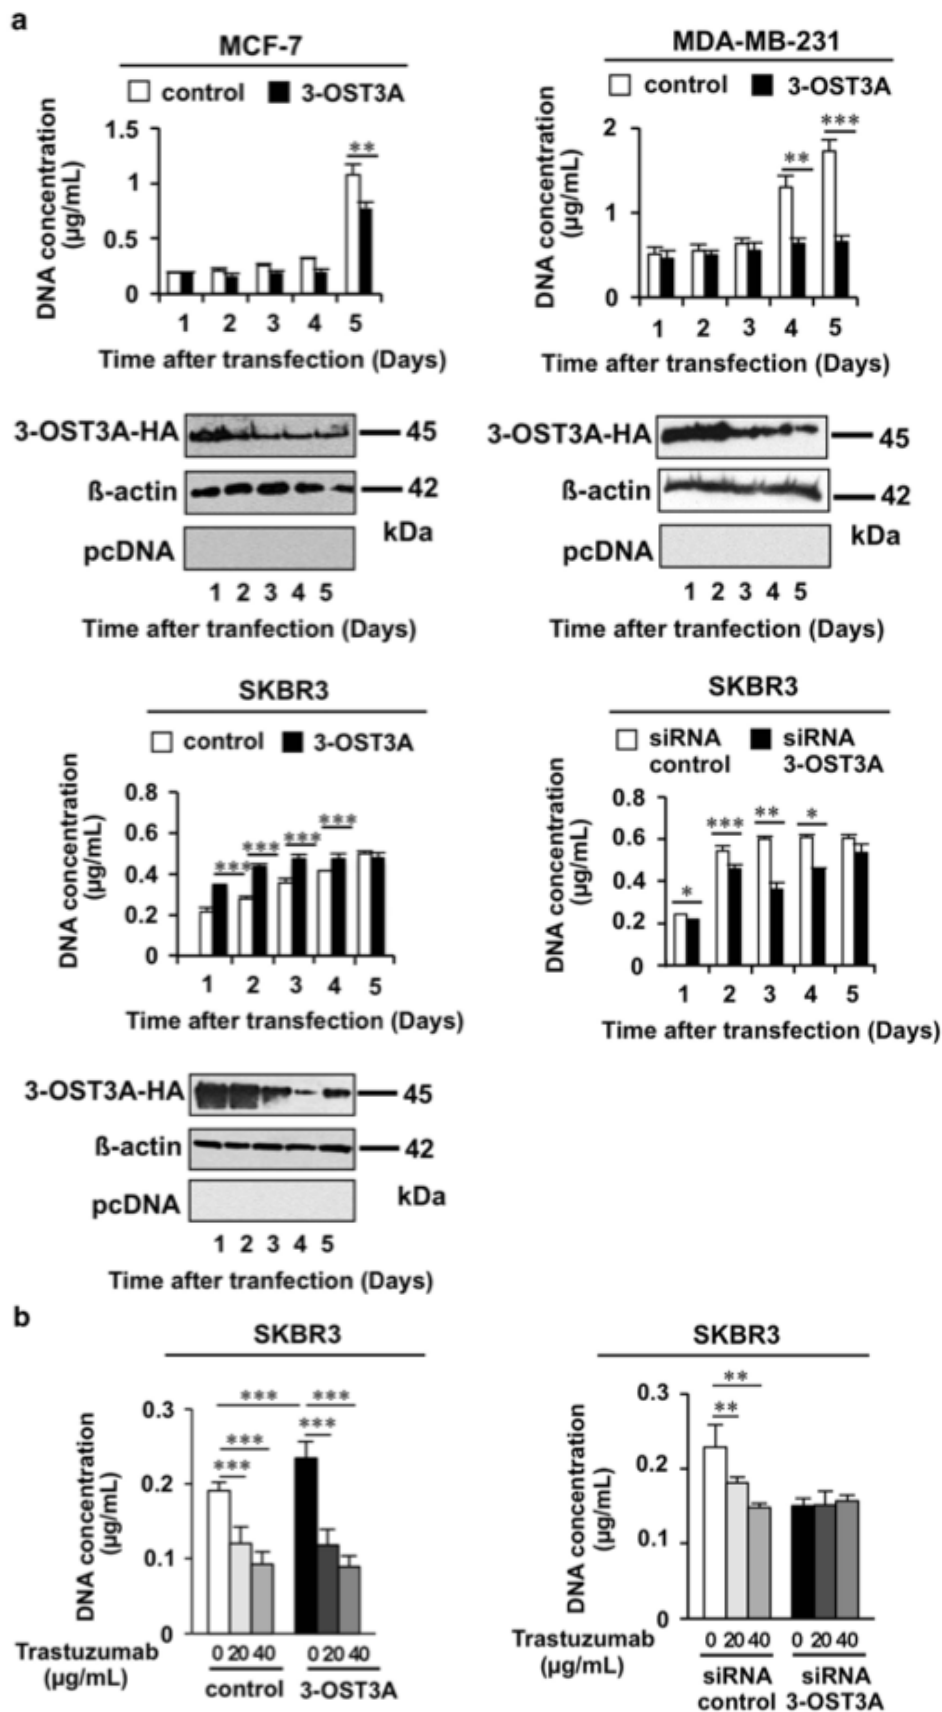 a
MCF-7
control 3-OST3A
DNA concentration
(µg/mL)
1.5
1
0.5
0
**
1 2 3 4 5
Time after transfection (Days)
MDA-MB-231
control 3-OST3A
DNA concentration
(µg/mL)
2
1
0
** ***
1 2 3 4 5
Time after transfection (Days)
3-OST3A-HA 45
ß-actin 42
kDa
pcDNA
1 2 3 4 5
Time after tranfection (Days)
3-OST3A-HA 45
ß-actin 42
kDa
pcDNA
1 2 3 4 5
Time after tranfection (Days)
SKBR3
control 3-OST3A
DNA concentration
(µg/mL)
0.8
0.6
0.4
0.2
0
*** *** *** ***
1 2 3 4 5
Time after transfection (Days)
SKBR3
siRNA control siRNA 3-OST3A
DNA concentration
(µg/mL)
0.8
0.6
0.4
0.2
0
* *** ** *
1 2 3 4 5
Time after transfection (Days)
3-OST3A-HA 45
ß-actin 42
kDa
pcDNA
1 2 3 4 5
Time after tranfection (Days)
b
SKBR3
DNA concentration
(µg/mL)
0.3
0.2
0.1
0
*** ***
*** ***
***
Trastuzumab
(µg/mL)
0 20 40 0 20 40
control 3-OST3A
SKBR3
DNA concentration
(µg/mL)
0.3
0.2
0.1
0
**
**
Trastuzumab
(µg/mL)
0 20 40 0 20 40
siRNA siRNA
control 3-OST3A